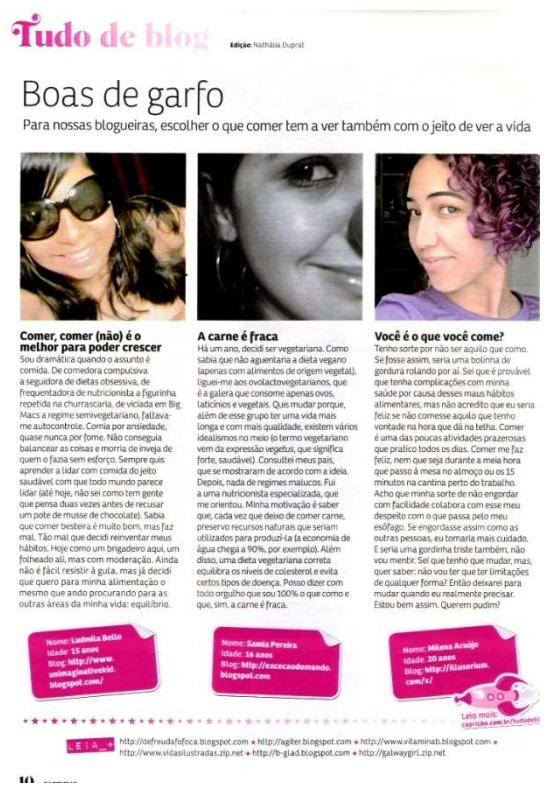 Tudo de blog
Edição: Nathália Duprat
Boas de garfo
Para nossas blogueiras, escolher o que comer tem a ver também com o jeito de ver a vida
Comer, comer (não) é o
melhor para poder crescer
Sou dramática quando o assunto é
comida. De comedora compulsiva
a seguidora de dietas obsessiva, de
frequentadora de nutricionista a figurinha
repetida na churrascaria, de viciada em Big
Macs a regime semivegetariano, faltava-
me autocontrole. Comia por ansiedade,
quase nunca por fome. Não conseguia
balancear as coisas e morria de inveja de
quem o fazia sem esforço. Sempre quis
aprender a lidar com comida do jeito
saudável com que todo mundo parece
lidar (até hoje, não sei como tem gente
que pensa duas vezes antes de recusar
um pote de musse de chocolate). Sabia
que comer besteira é muito bom, mas faz
mal. Tão mal que decidi reinventar meus
hábitos. Hoje como um brigadeiro aqui, um
folheado ali, mas com moderação. Ainda
não é fácil resistir à gula, mas já decidi
que quero para minha alimentação o
mesmo que ando procurando para as
outras áreas da minha vida: equilíbrio.
Nome: Ludmila Bello
Idade: 15 anos
Blog: http://www.
unimaginativekid.
blogspot.com/
A carne é fraca
Há um ano, decidi ser vegetariana. Como
sabia que não aguentaria a dieta vegano
(apenas com alimentos de origem vegetal),
liguei-me aos ovolactovegetarianos, que
é a galera que consome apenas ovos,
laticínios e vegetais. Quis mudar porque,
além de esse grupo ter uma vida mais
longa e com mais qualidade, existem vários
idealismos no meio (o termo vegetariano
vem da expressão vegetus, que significa
forte, saudável). Consultei meus pais,
que se mostraram de acordo com a ideia.
Depois, nada de regimes malucos. Fui
a uma nutricionista especializada, que
me orientou. Minha motivação é saber
que, cada vez que deixo de comer carne,
preservo recursos naturais que seriam
utilizados para produzi-la (a economia de
água chega a 90%, por exemplo). Além
disso, uma dieta vegetariana correta
equilibra os níveis de colesterol e evita
certos tipos de doença. Posso dizer com
todo orgulho que sou 100% o que como e
que, sim, a carne é fraca.
Nome: Samia Pereira
Idade: 16 anos
Blog: http://excecaodomundo.
blogspot.com
Você é o que você come?
Tenho sorte por não ser aquilo que como.
Se fosse assim, seria uma bolinha de
gordura rolando por aí. Sei que é provável
que tenha complicações com minha
saúde por causa desses maus hábitos
alimentares, mas não acredito que eu seria
feliz se não comesse aquilo que tenho
vontade na hora que dá na telha. Comer
é uma das poucas atividades prazerosas
que pratico todos os dias. Comer me faz
feliz, nem que seja durante a meia hora
que passo à mesa no almoço ou os 15
minutos na cantina perto do trabalho.
Acho que minha sorte de não engordar
com facilidade colabora com esse meu
despeito com o que passa pelo meu
esôfago. Se engordasse assim como as
outras pessoas, eu tomaria mais cuidado.
E seria uma gordinha triste também, não
vou mentir. Sei que tenho que mudar, mas,
quer saber: não vou ter que ter limitações
de qualquer forma? Então deixarei para
mudar quando eu realmente precisar.
Estou bem assim. Querem pudim?
Nome: Milena Araújo
Idade: 20 anos
Blog: http://illusorium.
com/x/
Leia mais:
capricho.com.br/tudodebl
LEIA_+
http://defreudsfofoca.blogspot.com ★ http://agiter.blogspot.com ★ http://www.vitaminab.blogspot.com ★
http://www.vidasilustradas.zip.net ★ http://b-glad.blogspot.com ★ http://galwaygirl.zip.net
10